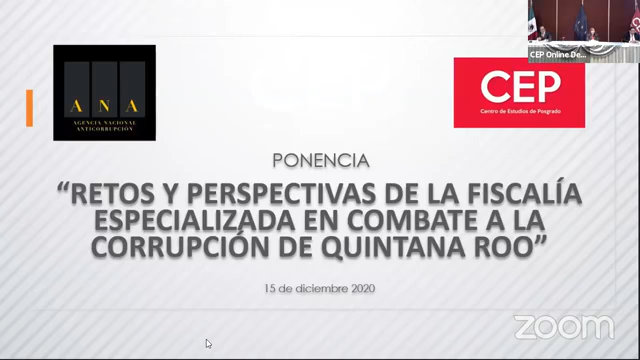 CEP Online De...
ANA
AGENCIA NACIONAL
ANTICORRUPCIÓN
CEP
Centro de Estudios de Posgrado
PONENCIA
“RETOS Y PERSPECTIVAS DE LA FISCALÍA
ESPECIALIZADA EN COMBATE A LA
CORRUPCIÓN DE QUINTANA ROO”
15 de diciembre 2020
zoom